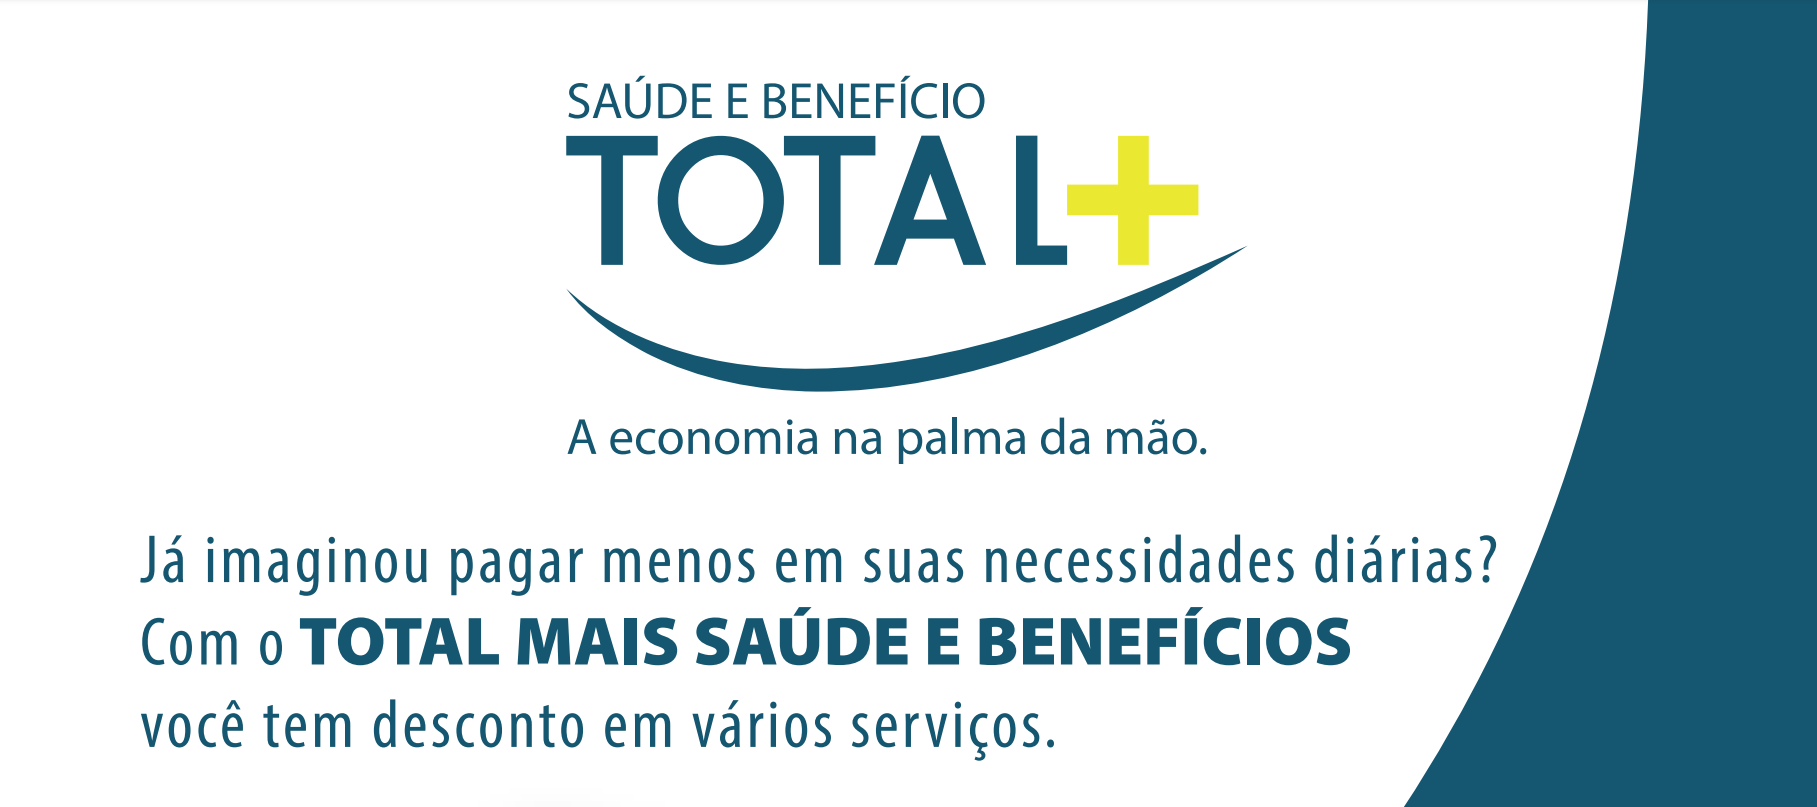 SAÚDE E BENEFÍCIO
TOTAL+
A economia na palma da mão.
Já imaginou pagar menos em suas necessidades diárias?
Com o TOTAL MAIS SAÚDE E BENEFÍCIOS
você tem desconto em vários serviços.